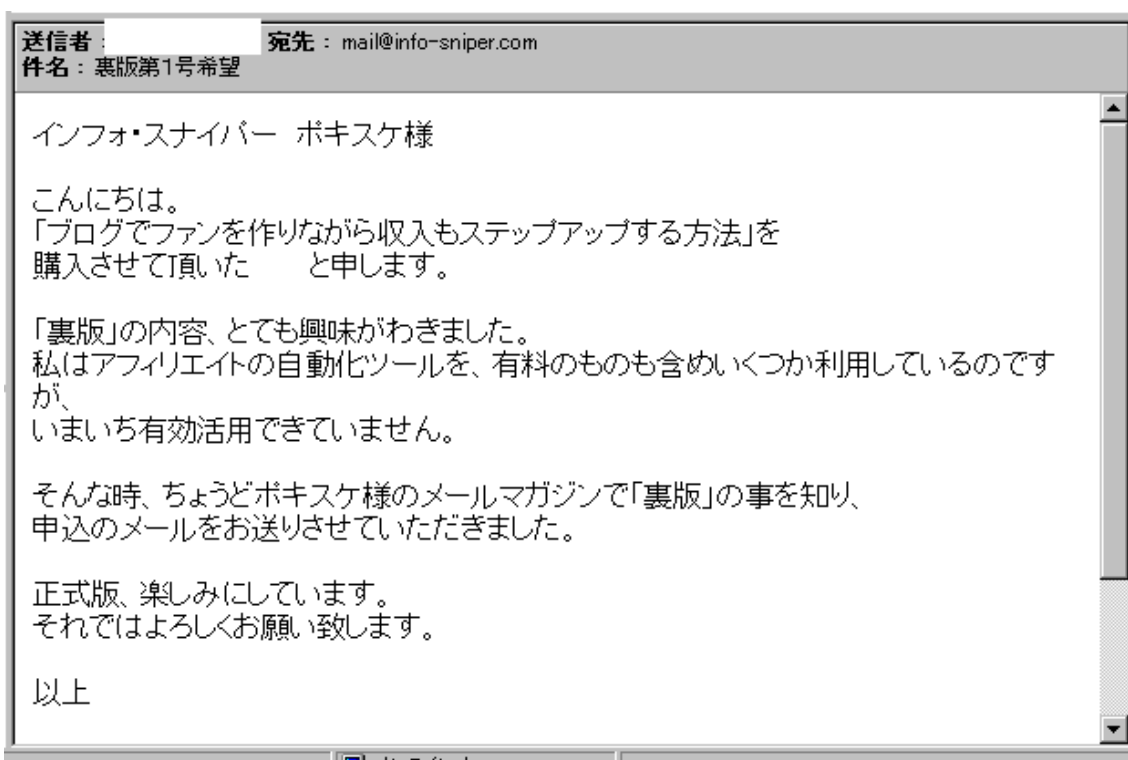 送信者： 宛先： mail@info-sniper.com
件名： 裏版第1号希望
インフォ・スナイパー ポキスケ様
こんにちは。
「ブログでファンを作りながら収入もステップアップする方法」を
購入させて頂いた と申します。
「裏版」の内容、とても興味がわきました。
私はアフィリエイトの自動化ツールを、有料のものも含めいくつか利用しているのです
が、
いまいち有効活用できていません。
そんな時、ちょうどポキスケ様のメールマガジンで「裏版」の事を知り、
申込のメールをお送りさせていただきました。
正式版、楽しみにしています。
それではよろしくお願い致します。
以上